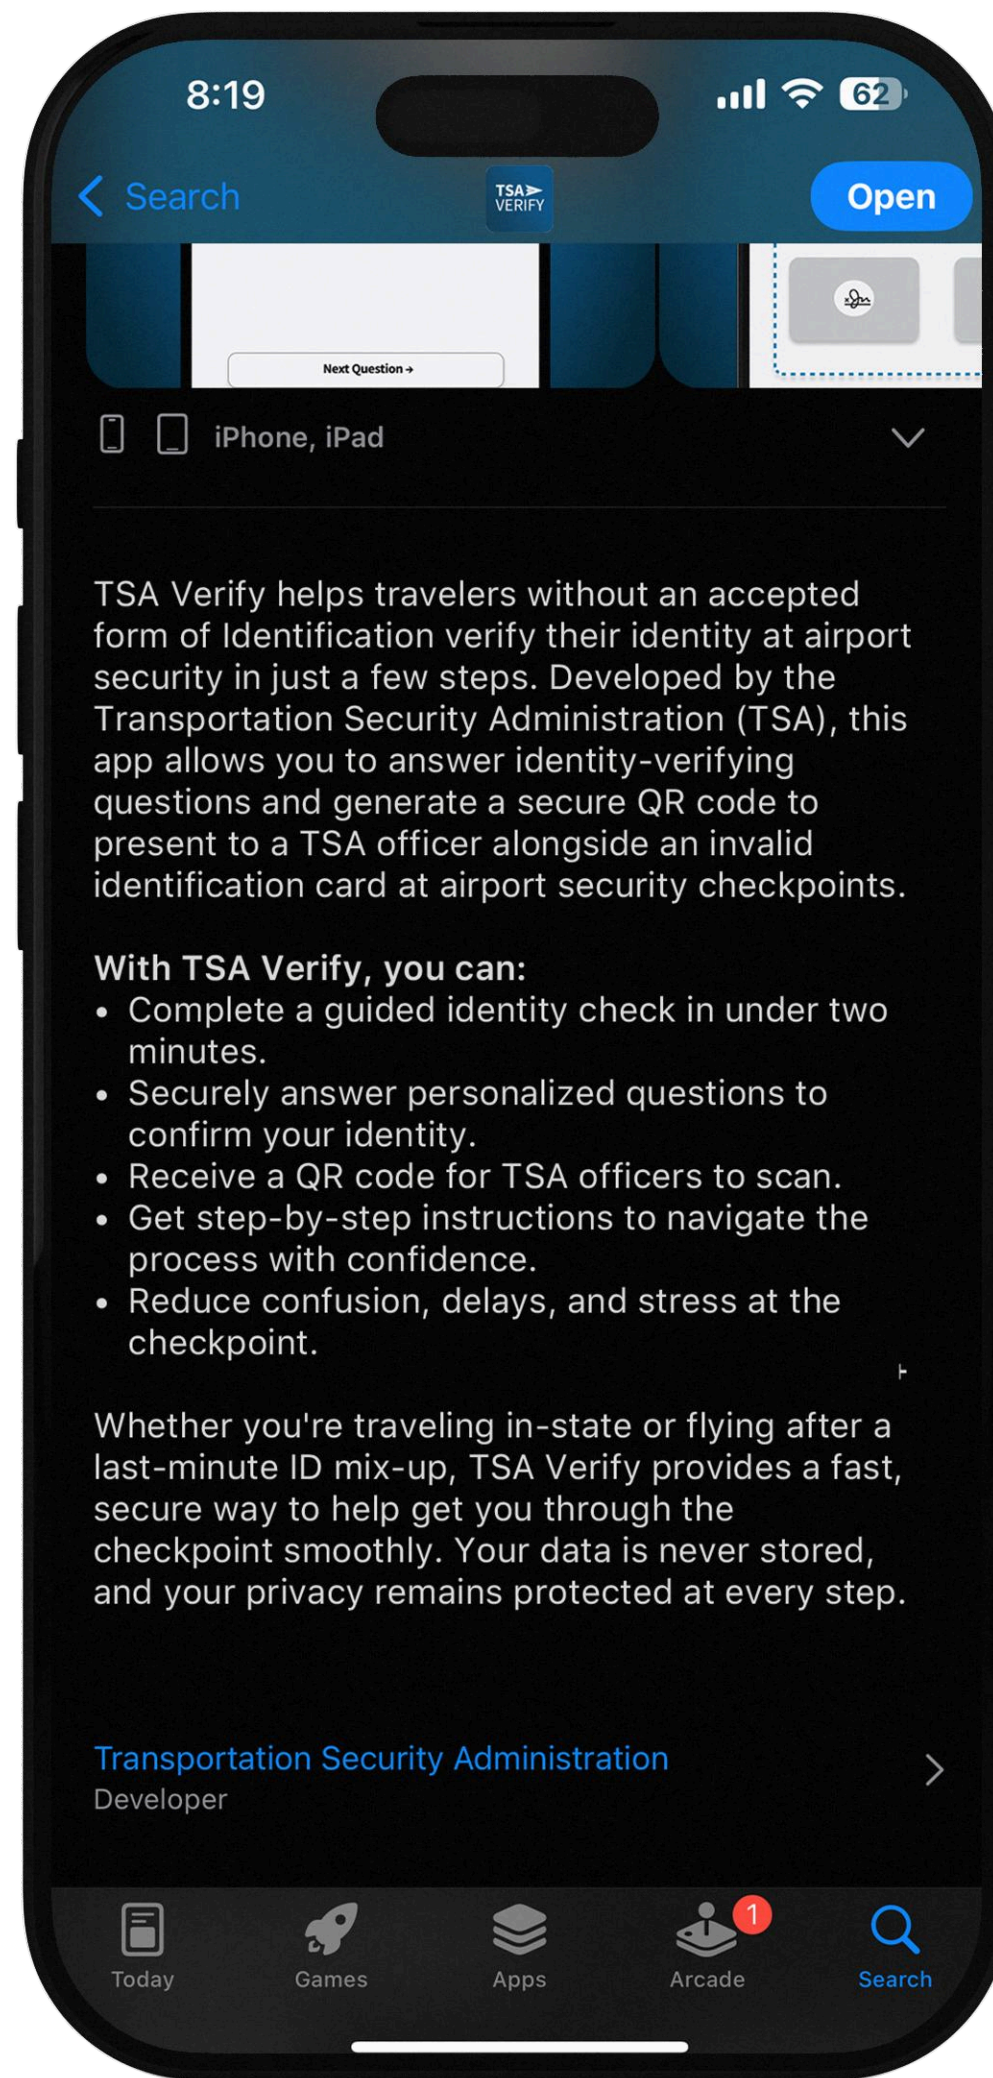 8:19
62
Search
TSA
VERIFY
Open
Next Question →
iPhone, iPad
TSA Verify helps travelers without an accepted
form of Identification verify their identity at airport
security in just a few steps. Developed by the
Transportation Security Administration (TSA), this
app allows you to answer identity-verifying
questions and generate a secure QR code to
present to a TSA officer alongside an invalid
identification card at airport security checkpoints.
With TSA Verify, you can:
• Complete a guided identity check in under two
minutes.
• Securely answer personalized questions to
confirm your identity.
• Receive a QR code for TSA officers to scan.
• Get step-by-step instructions to navigate the
process with confidence.
• Reduce confusion, delays, and stress at the
checkpoint.
Whether you're traveling in-state or flying after a
last-minute ID mix-up, TSA Verify provides a fast,
secure way to help get you through the
checkpoint smoothly. Your data is never stored,
and your privacy remains protected at every step.
Transportation Security Administration
Developer
1
Today
Games
Apps
Arcade
Search